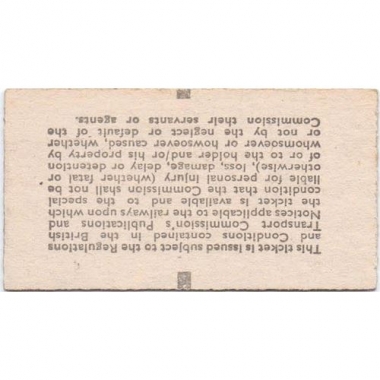 This ticket is issued subject to the Regulations
and Conditions contained in the British
Transport Commission's Publications and
Notices applicable to the railways upon which
the ticket is available and to the special
condition that the Commission shall not be
liable for personal injury (whether fatal or
otherwise), loss, damage, delay or detention
of or to the holder and/or his property by
whomsoever or howsoever caused, whether
or not by the neglect or default of the
Commission their servants or agents.